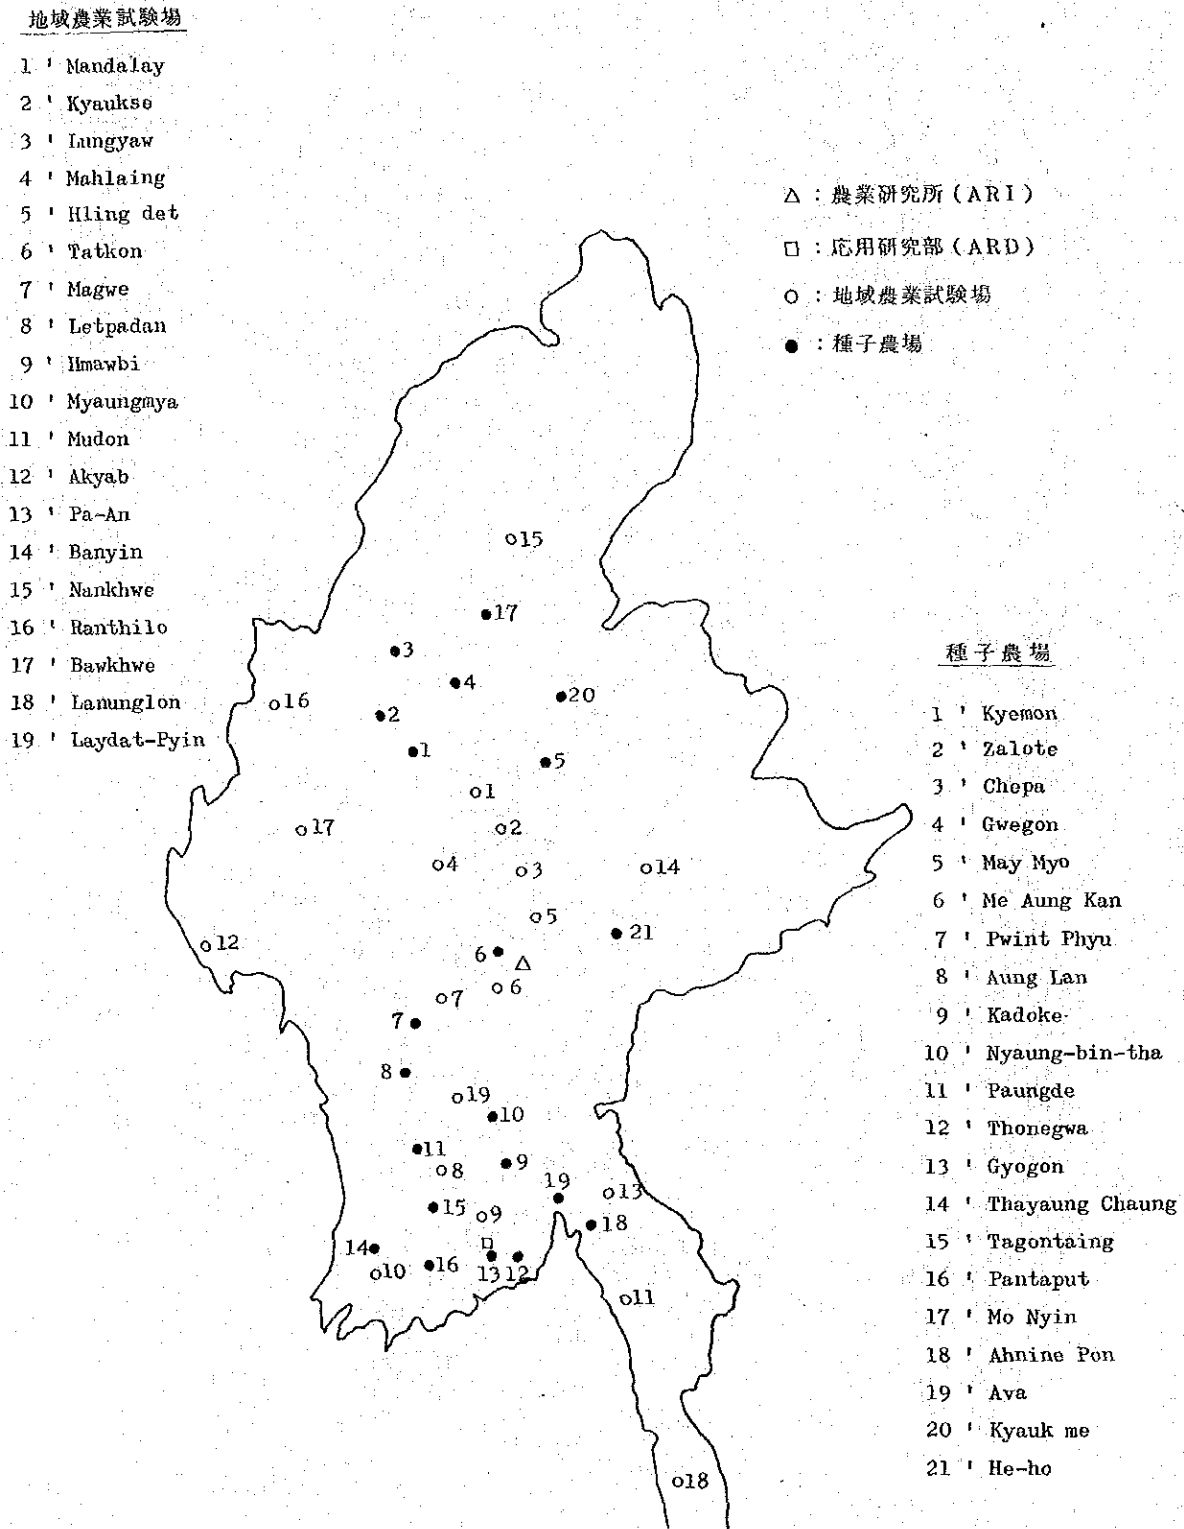 地域農業試験場
1 ' Mandalay
2 ' Kyaukse
3 ' Lungyaw
4 ' Mahlaing
5 ' Hling det
6 ' Tatkon
7 ' Magwe
8 ' Letpadan
9 ' Hmawbi
10 ' Myaungmya
11 ' Mudon
12 ' Akyab
13 ' Pa-An
14 ' Banyin
15 ' Nankhwe
16 ' Ranthilo
17 ' Bawkhwe
18 ' Lanunglon
19 ' Laydat-Pyin
△ : 農業研究所 (ARI)
□ : 応用研究部 (ARD)
○ : 地域農業試験場
● : 種子農場
○15
●17
●3
●4
●20
○16
●2
●1
●5
○1
○17
○2
○4
○3
○14
○5
●21
○12
6●
△
○6
○7
7●
8●
○19
●10
●11
●9
○8
19
●
○13
●15
○9
●18
14●
□
●16
○10
13
12
○11
○18
種子農場
1 ' Kyemon
2 ' Zalote
3 ' Chepa
4 ' Gwegon
5 ' May Myo
6 ' Me Aung Kan
7 ' Pwint Phyu
8 ' Aung Lan
9 ' Kadoke
10 ' Nyaung-bin-tha
11 ' Paungde
12 ' Thonegwa
13 ' Gyogon
14 ' Thayaung Chaung
15 ' Tagontaing
16 ' Pantaput
17 ' Mo Nyin
18 ' Ahnine Pon
19 ' Ava
20 ' Kyauk me
21 ' He-ho